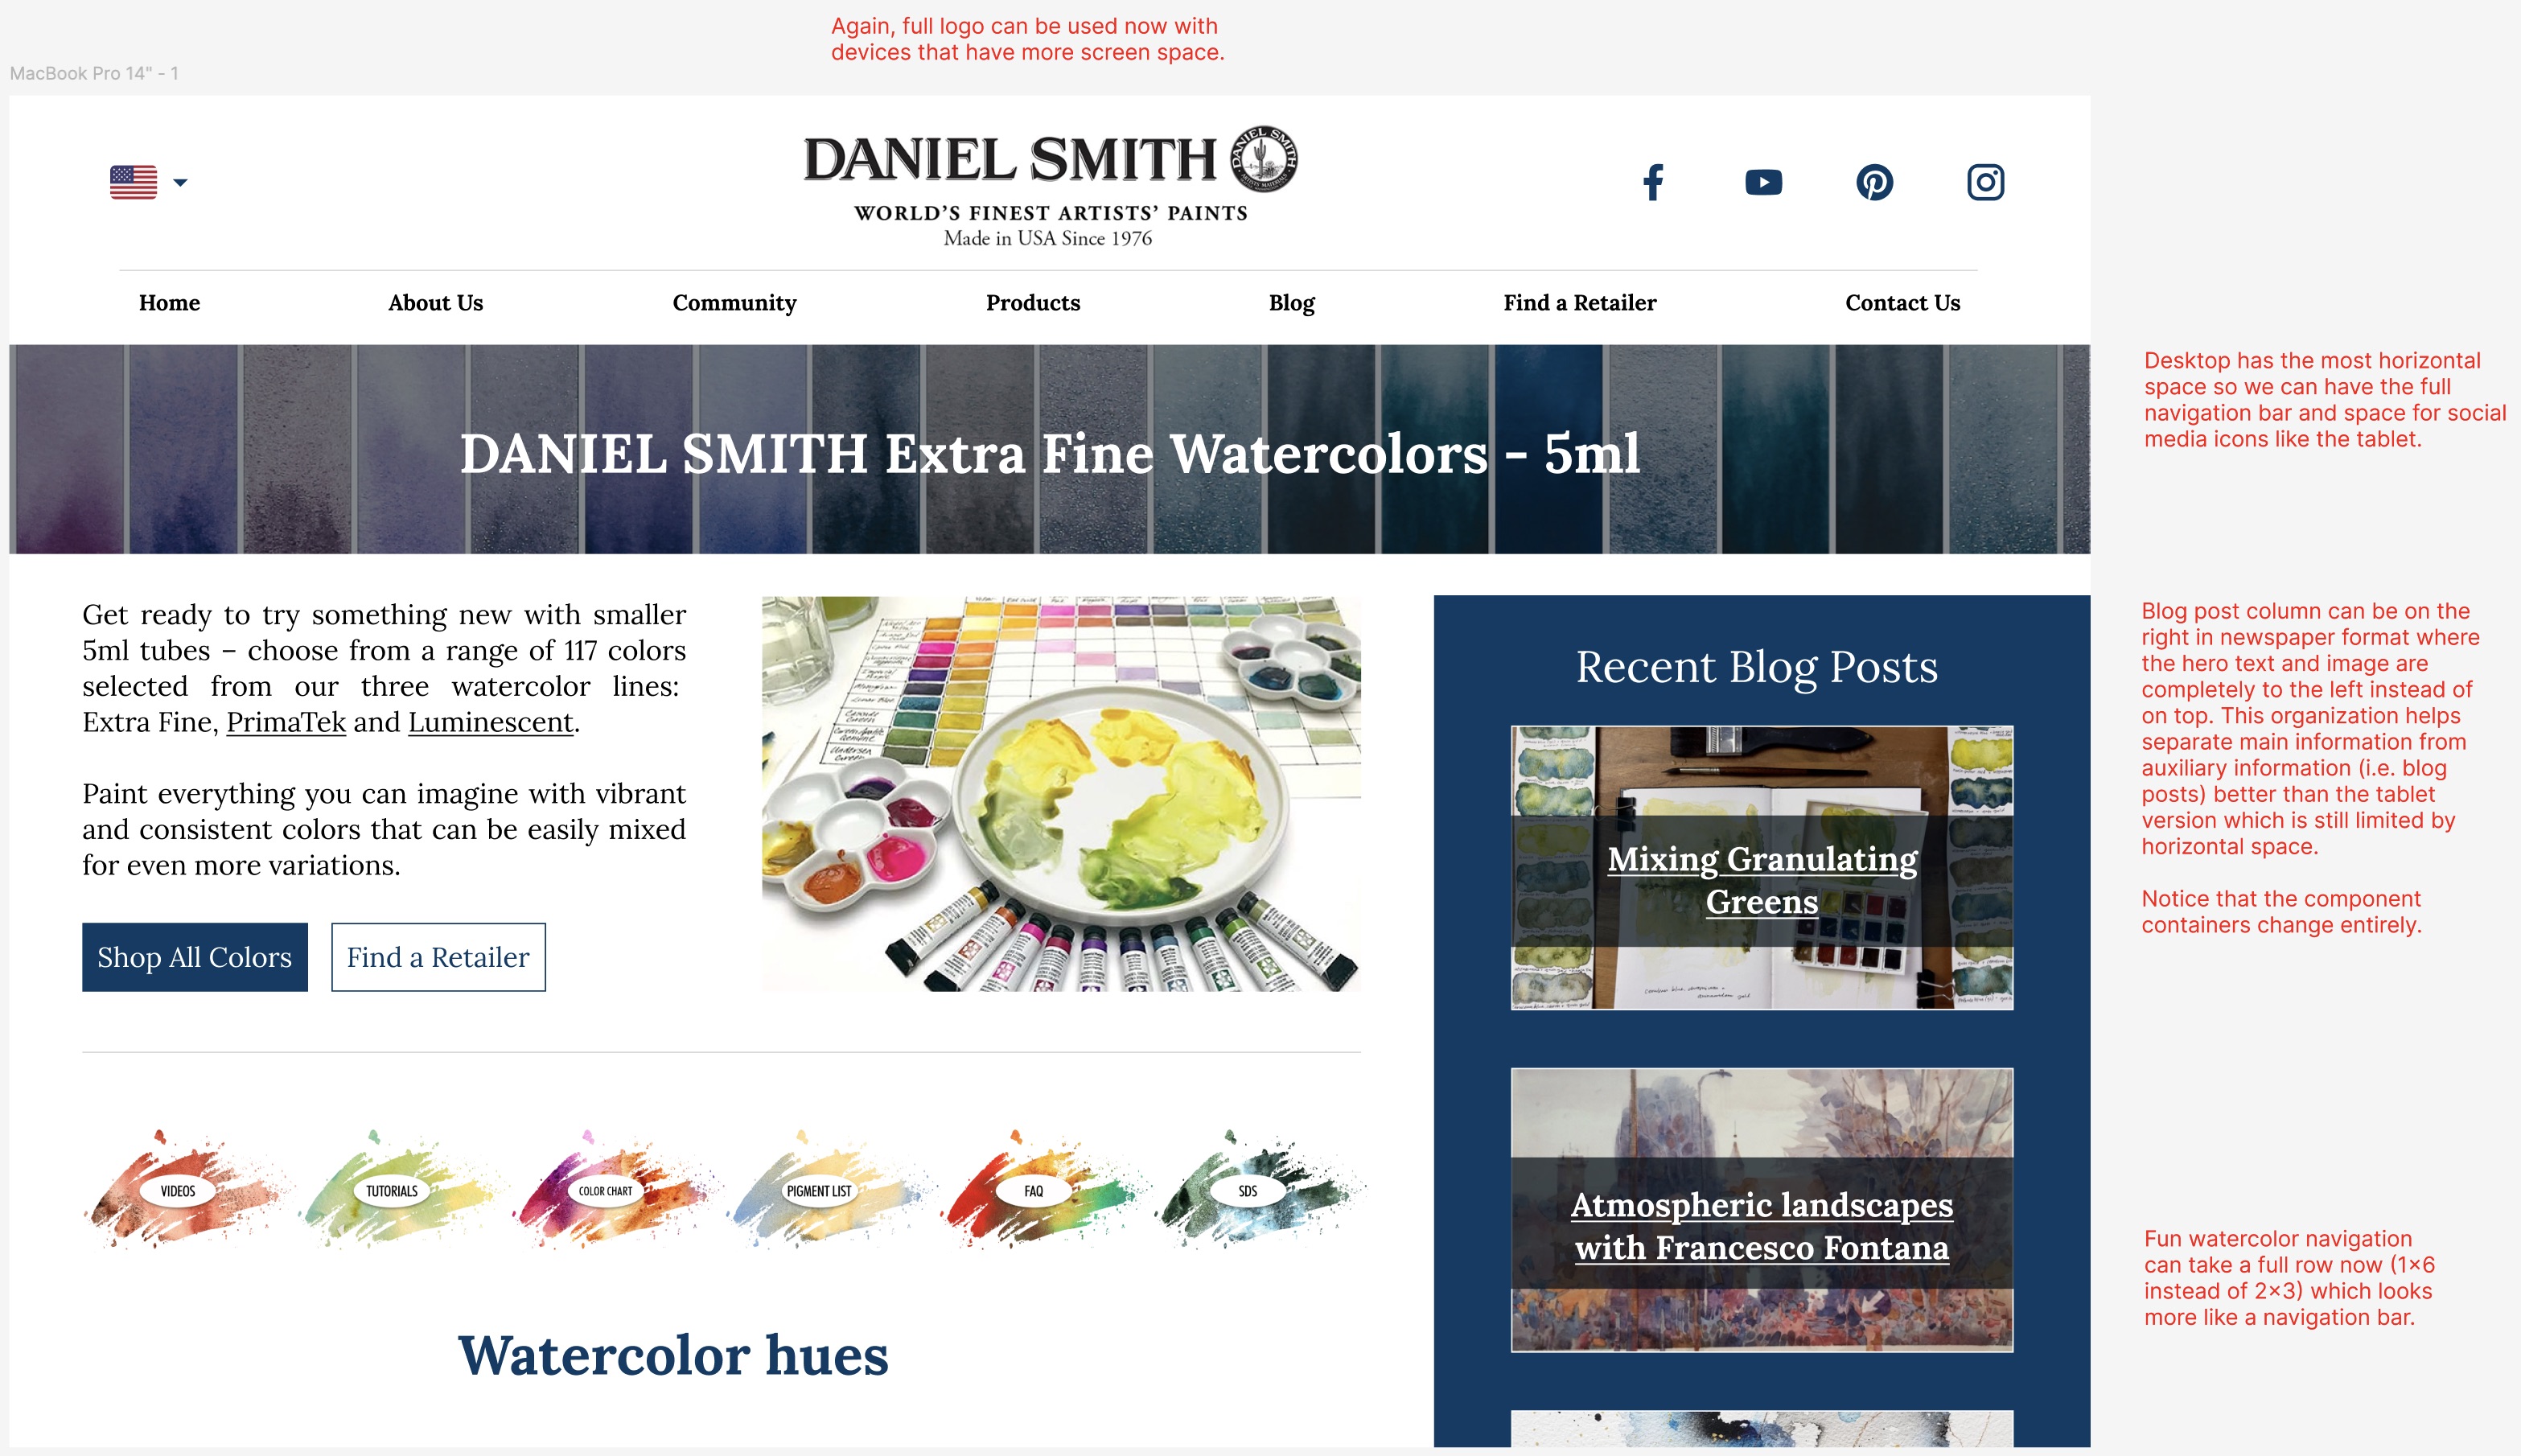 Again, full logo can be used now with
devices that have more screen space.
MacBook Pro 14" - 1
DANIEL SMITH
DANIEL SMITH
WORLD'S FINEST ARTISTS' PAINTS
Made in USA Since 1976
Home
About Us
Community
Products
Blog
Find a Retailer
Contact Us
DANIEL SMITH Extra Fine Watercolors - 5ml
Desktop has the most horizontal
space so we can have the full
navigation bar and space for social
media icons like the tablet.
Get ready to try something new with smaller
5ml tubes – choose from a range of 117 colors
selected from our three watercolor lines:
Extra Fine, PrimaTek and Luminescent.
Paint everything you can imagine with vibrant
and consistent colors that can be easily mixed
for even more variations.
Shop All Colors
Find a Retailer
Recent Blog Posts
Mixing Granulating
Greens
Atmospheric landscapes
with Francesco Fontana
Blog post column can be on the
right in newspaper format where
the hero text and image are
completely to the left instead of
on top. This organization helps
separate main information from
auxiliary information (i.e. blog
posts) better than the tablet
version which is still limited by
horizontal space.
Notice that the component
containers change entirely.
VIDEOS
TUTORIALS
COLOR CHART
PIGMENT LIST
FAQ
SDS
Fun watercolor navigation
can take a full row now (1×6
instead of 2×3) which looks
more like a navigation bar.
Watercolor hues